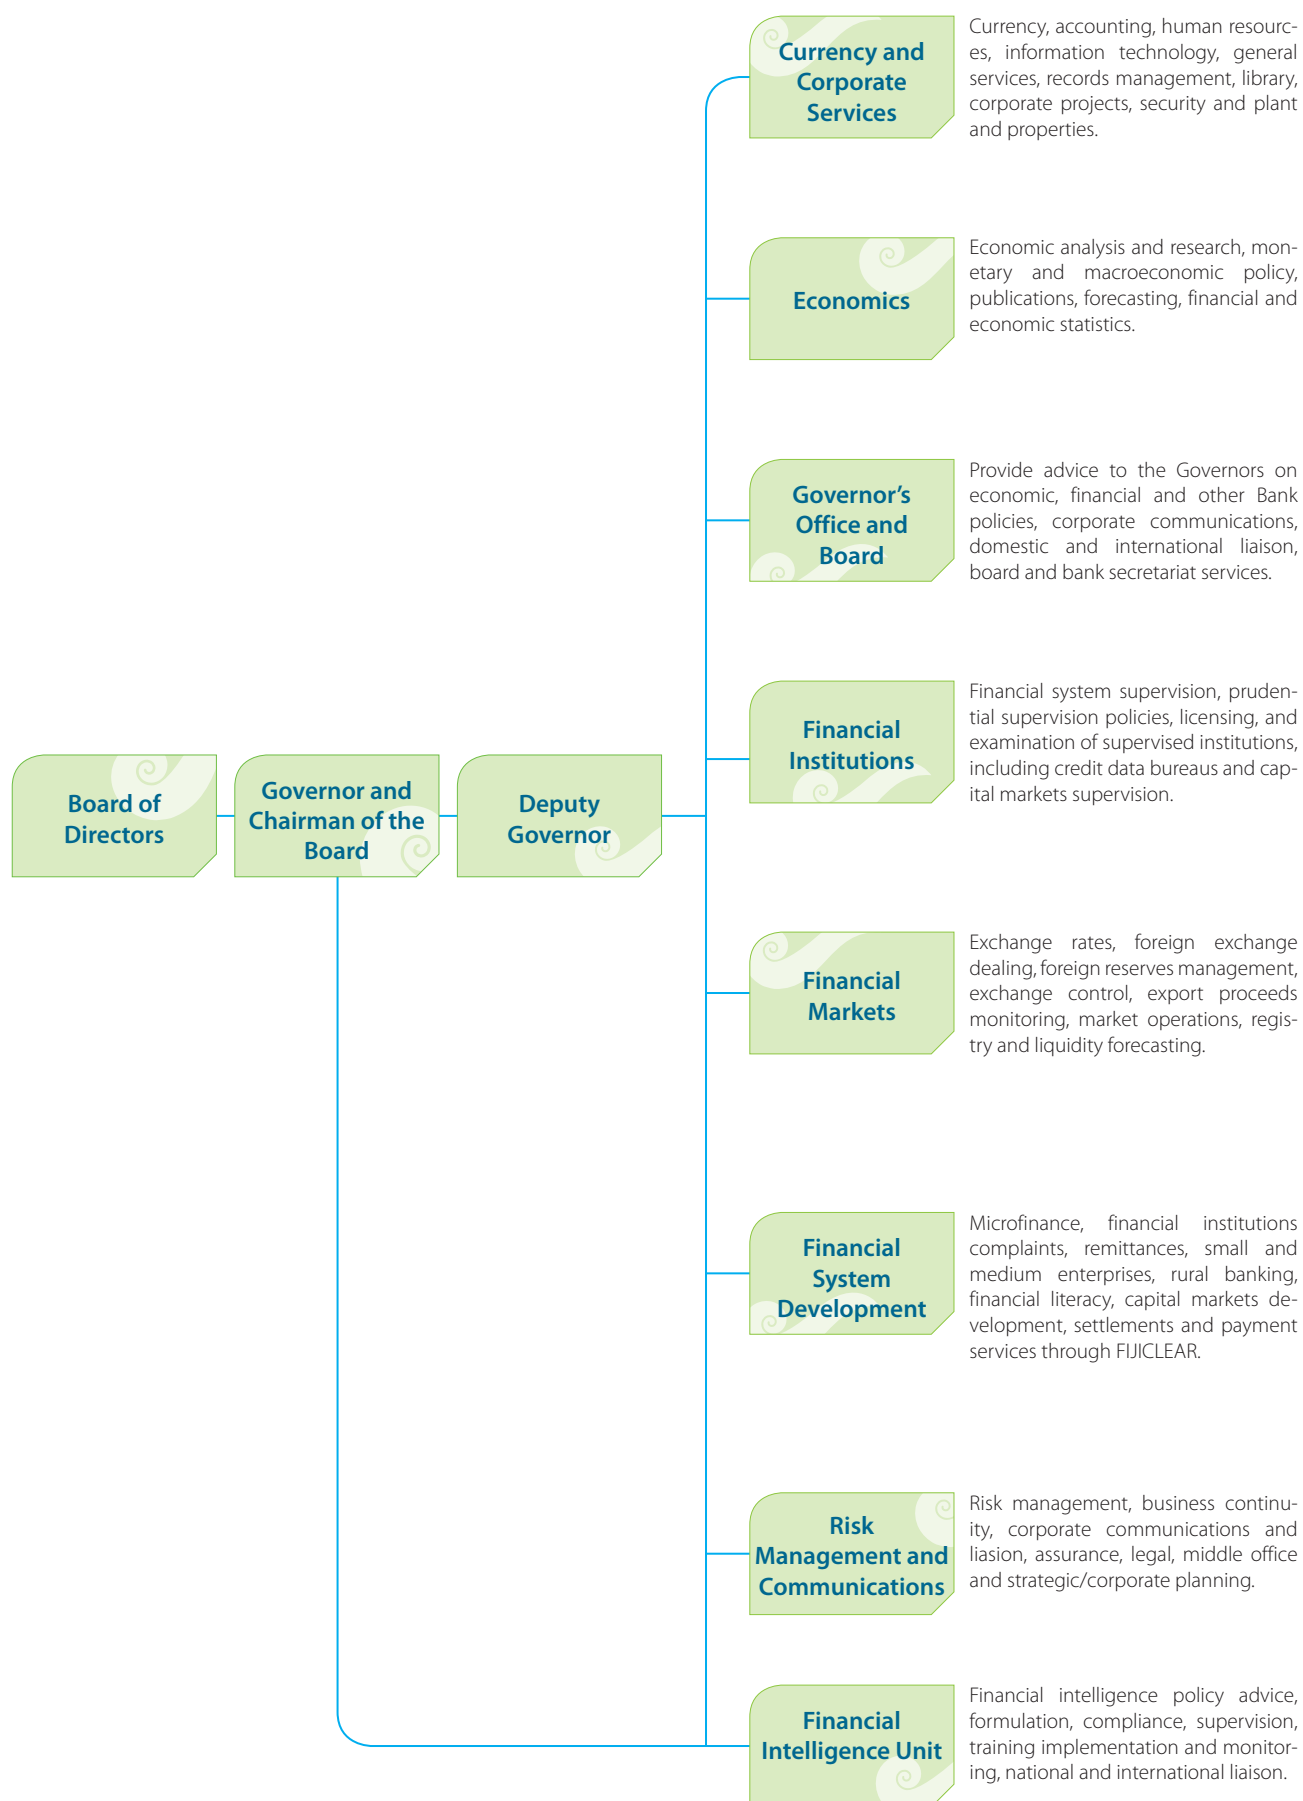 Currency and
Corporate
Services
Currency, accounting, human resourc-
es, information technology, general
services, records management, library,
corporate projects, security and plant
and properties.
Economics
Economic analysis and research, mon-
etary and macroeconomic policy,
publications, forecasting, financial and
economic statistics.
Governor's
Office and
Board
Provide advice to the Governors on
economic, financial and other Bank
policies, corporate communications,
domestic and international liaison,
board and bank secretariat services.
Financial
Institutions
Financial system supervision, pruden-
tial supervision policies, licensing, and
examination of supervised institutions,
including credit data bureaus and cap-
ital markets supervision.
Board of
Directors
Governor and
Chairman of the
Board
Deputy
Governor
Financial
Markets
Exchange rates, foreign exchange
dealing, foreign reserves management,
exchange control, export proceeds
monitoring, market operations, regis-
try and liquidity forecasting.
Financial
System
Development
Microfinance, financial institutions
complaints, remittances, small and
medium enterprises, rural banking,
financial literacy, capital markets de-
velopment, settlements and payment
services through FIJICLEAR.
Risk
Management and
Communications
Risk management, business continu-
ity, corporate communications and
liasion, assurance, legal, middle office
and strategic/corporate planning.
Financial
Intelligence Unit
Financial intelligence policy advice,
formulation, compliance, supervision,
training implementation and monitor-
ing, national and international liaison.